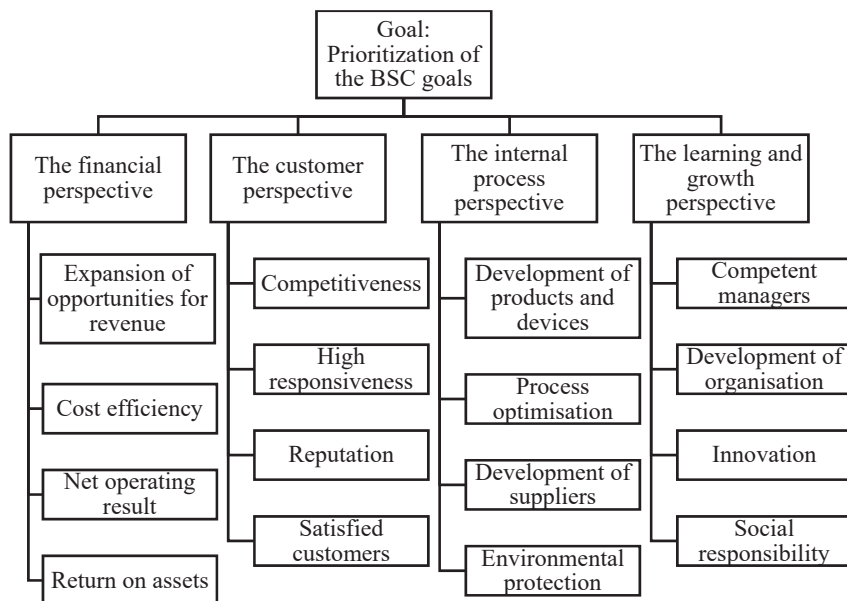 Goal:
Prioritization of
the BSC goals
The financial
perspective
The customer
perspective
The internal
process
perspective
The learning and
growth
perspective
Expansion of
opportunities for
revenue
Cost efficiency
Net operating
result
Return on assets
Competitiveness
High
responsiveness
Reputation
Satisfied
customers
Development of
products and
devices
Process
optimisation
Development of
suppliers
Environmental
protection
Competent
managers
Development of
organisation
Innovation
Social
responsibility